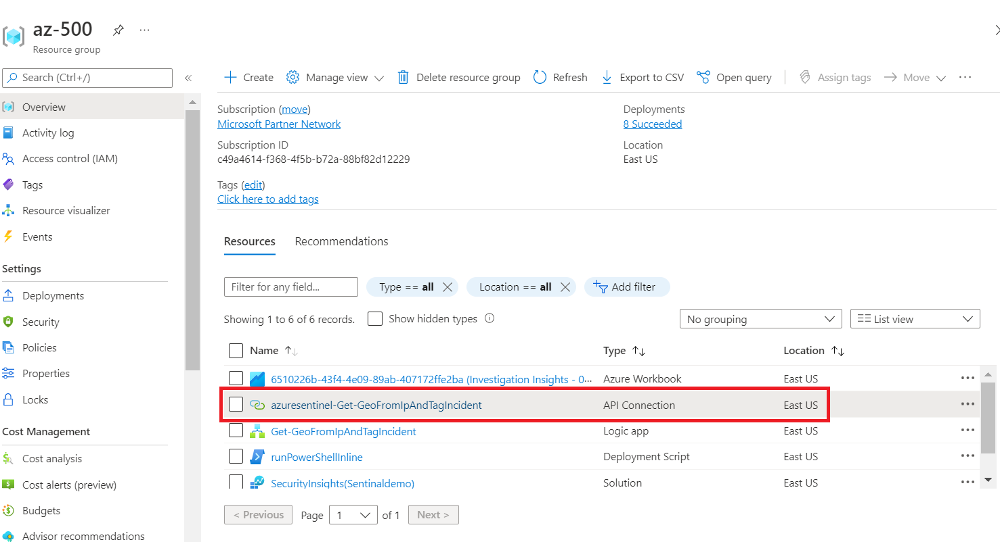 az-500
Resource group
Search (Ctrl+/)
Overview
Activity log
Access control (IAM)
Tags
Resource visualizer
Events
Settings
Deployments
Security
Policies
Properties
Locks
Cost Management
Cost analysis
Cost alerts (preview)
Budgets
Advisor recommendations
Create Manage view Delete resource group Refresh Export to CSV Open query Assign tags Move
Subscription (move)
Microsoft Partner Network
Subscription ID
c49a4614-f368-4f5b-b72a-88bf82d12229
Tags (edit)
Click here to add tags
Deployments
8 Succeeded
Location
East US
Resources Recommendations
Filter for any field... Type == all Location == all Add filter
Showing 1 to 6 of 6 records. Show hidden types No grouping List view
Name Type Location
6510226b-43f4-4e09-89ab-407172ffe2ba (Investigation Insights - 0... Azure Workbook East US
azuresentinel-Get-GeoFromIpAndTagIncident API Connection East US
Get-GeoFromIpAndTagIncident Logic app East US
runPowerShellInline Deployment Script East US
SecurityInsights(Sentinaldemo) Solution East US
< Previous Page 1 of 1 Next >